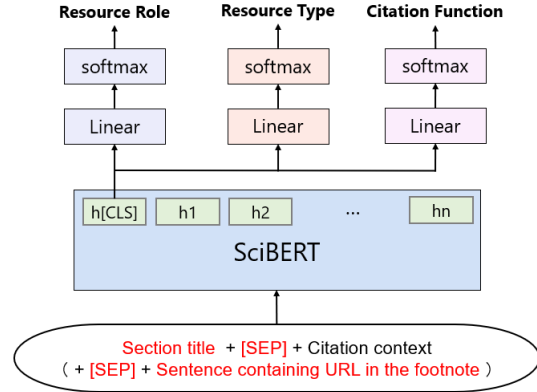 Resource Role Resource Type Citation Function
softmax softmax softmax
Linear Linear Linear
h[CLS] h1 h2 ... hn
SciBERT
Section title + [SEP] + Citation context
( + [SEP] + Sentence containing URL in the footnote )